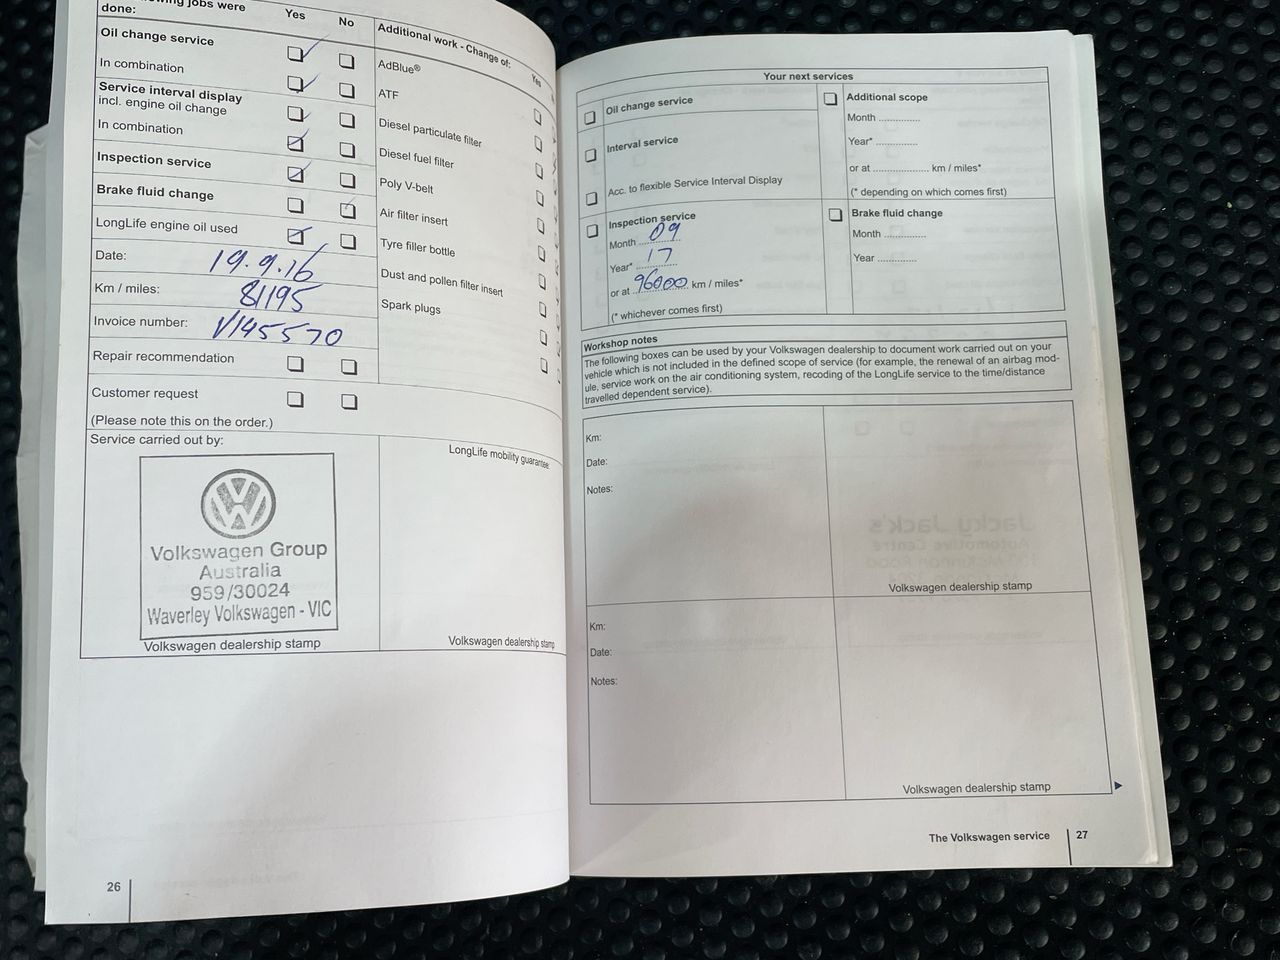 jobs were
done:
Yes
No
Oil change service
In combination
Service interval display
incl. engine oil change
In combination
Inspection service
Brake fluid change
LongLife engine oil used
Date: 19.9.16
Km / miles: 81195
Invoice number: V145570
Repair recommendation
Customer request
(Please note this on the order.)
Additional work - Change of:
Yes
AdBlue®
ATF
Diesel particulate filter
Diesel fuel filter
Poly V-belt
Air filter insert
Tyre filler bottle
Dust and pollen filter insert
Spark plugs
Service carried out by:
Volkswagen Group
Australia
959/30024
Waverley Volkswagen - VIC
Volkswagen dealership stamp
LongLife mobility guarantee:
Volkswagen dealership stamp
26
Your next services
Oil change service
Interval service
Acc. to flexible Service Interval Display
Inspection service
Month 09
Year* 17
or at 96000 km / miles*
(* whichever comes first)
Additional scope
Month ..............
Year* ..............
or at .................... km / miles*
(* depending on which comes first)
Brake fluid change
Month ..............
Year .............
Workshop notes
The following boxes can be used by your Volkswagen dealership to document work carried out on your
vehicle which is not included in the defined scope of service (for example, the renewal of an airbag mod-
ule, service work on the air conditioning system, recoding of the LongLife service to the time/distance
travelled dependent service).
Km:
Date:
Notes:
Volkswagen dealership stamp
Km:
Date:
Notes:
Volkswagen dealership stamp
The Volkswagen service
27